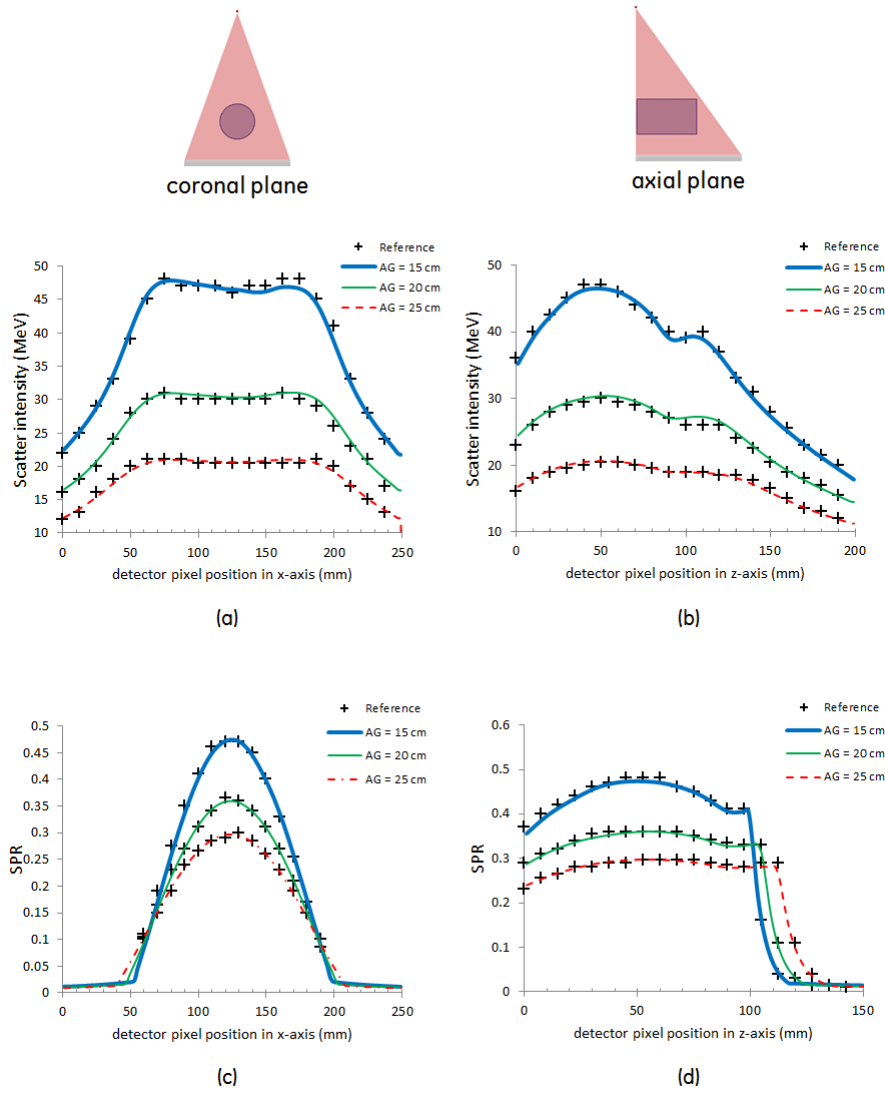 coronal plane
axial plane
Reference
AG = 15 cm
AG = 20 cm
AG = 25 cm
Scatter intensity (MeV)
50
45
40
35
30
25
20
15
10
0 50 100 150 200 250
detector pixel position in x-axis (mm)
(a)
Reference
AG = 15 cm
AG = 20 cm
AG = 25 cm
Scatter intensity (MeV)
50
40
30
20
10
0 50 100 150 200
detector pixel position in z-axis (mm)
(b)
Reference
AG = 15 cm
AG = 20 cm
AG = 25 cm
SPR
0.5
0.45
0.4
0.35
0.3
0.25
0.2
0.15
0.1
0.05
0
0 50 100 150 200 250
detector pixel position in x-axis (mm)
(c)
Reference
AG = 15 cm
AG = 20 cm
AG = 25 cm
SPR
0.6
0.5
0.4
0.3
0.2
0.1
0
0 50 100 150
detector pixel position in z-axis (mm)
(d)